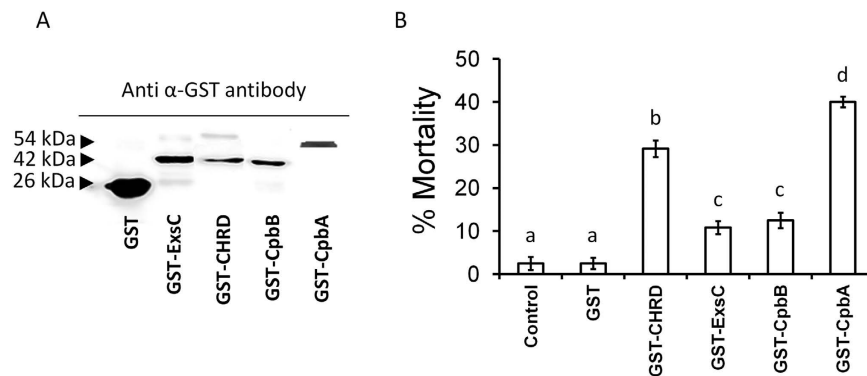 A
Anti α-GST antibody
54 kDa
42 kDa
26 kDa
GST
GST-ExsC
GST-CHRD
GST-CpbB
GST-CpbA
B
% Mortality
50
40
30
20
10
0
a
a
b
c
c
d
Control
GST
GST-CHRD
GST-ExsC
GST-CpbB
GST-CpbA